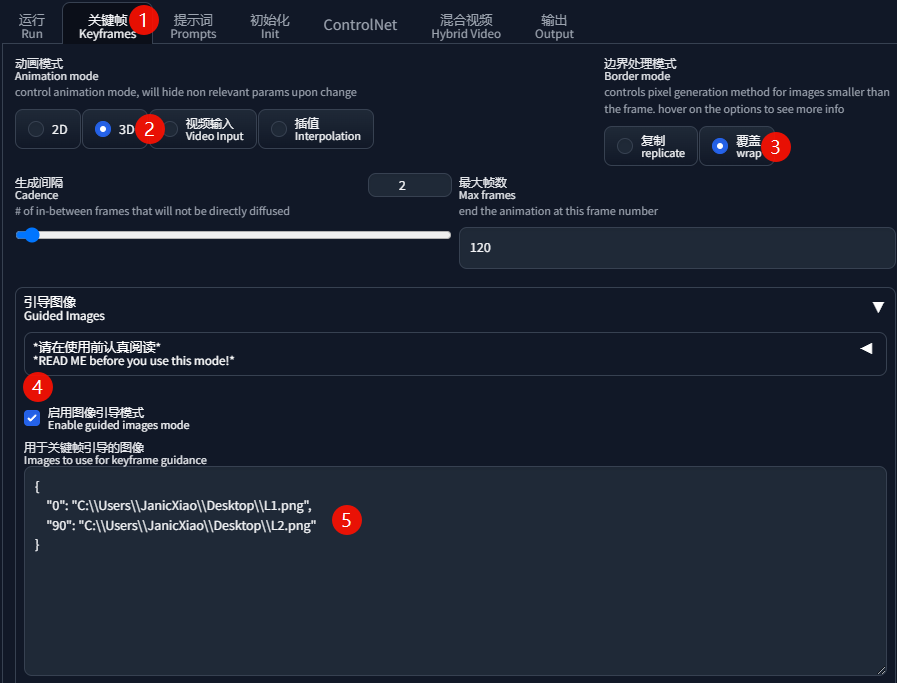 运行
Run
关键帧
Keyframes
1
提示词
Prompts
初始化
Init
ControlNet
混合视频
Hybrid Video
输出
Output
动画模式
Animation mode
control animation mode, will hide non relevant params upon change
2D
3D
2
视频输入
Video Input
插值
Interpolation
边界处理模式
Border mode
controls pixel generation method for images smaller than
the frame. hover on the options to see more info
复制
replicate
覆盖
wrap
3
生成间隔
Cadence
# of in-between frames that will not be directly diffused
2
最大帧数
Max frames
end the animation at this frame number
120
引导图像
Guided Images
▼
*请在使用前认真阅读*
*READ ME before you use this mode!*
◀
4
启用图像引导模式
Enable guided images mode
用于关键帧引导的图像
Images to use for keyframe guidance
{
"0": "C:\\Users\\JanicXiao\\Desktop\\L1.png",
"90": "C:\\Users\\JanicXiao\\Desktop\\L2.png"
}
5